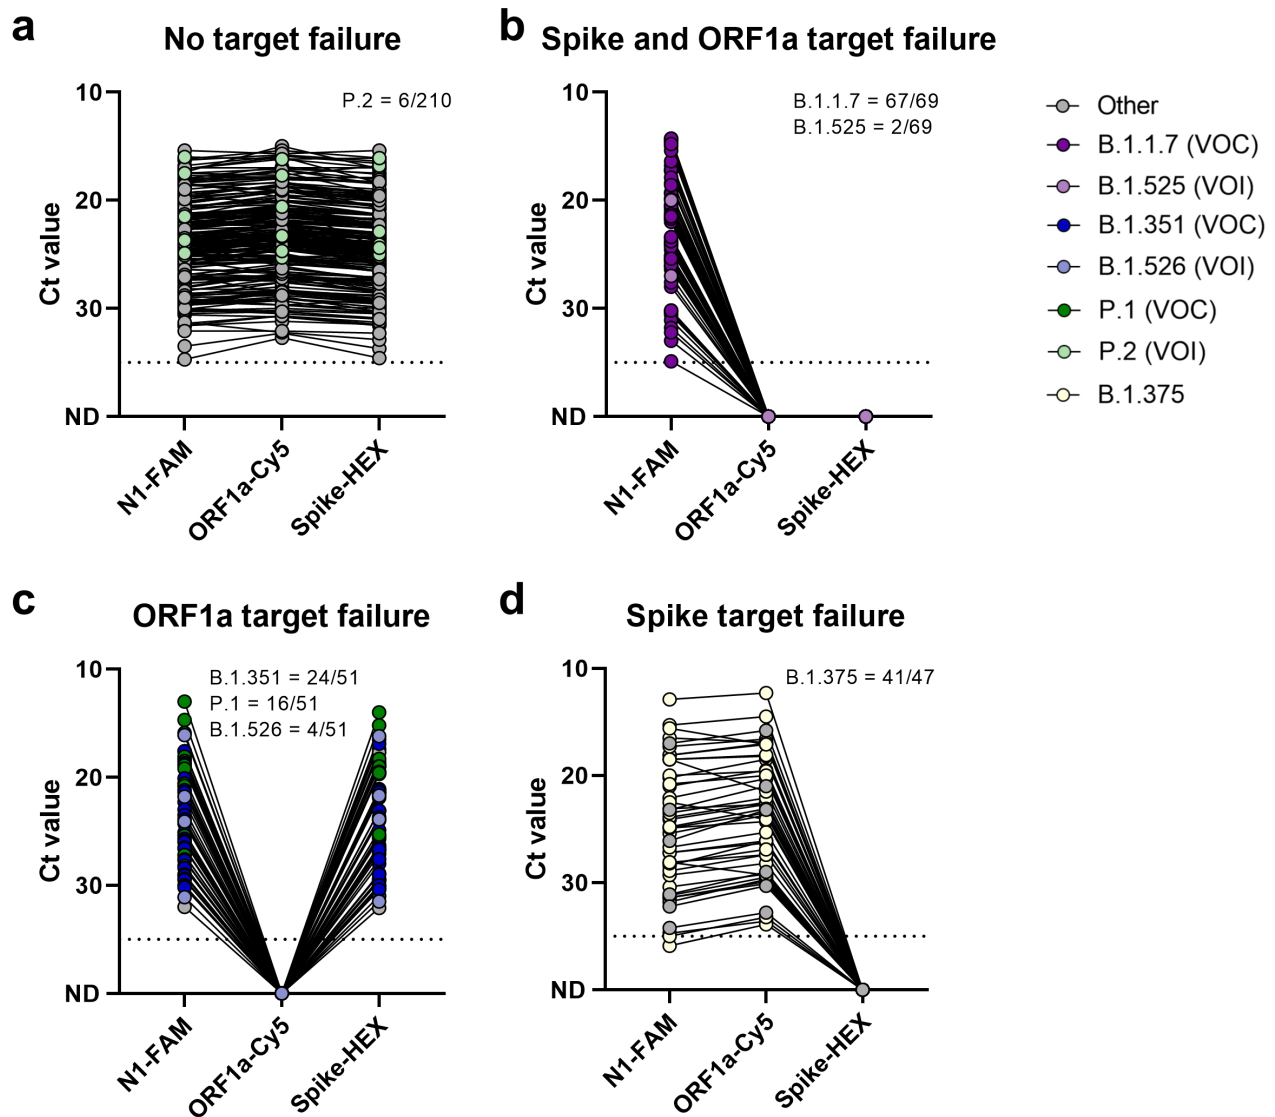 a
No target failure
P.2 = 6/210
10
20
30
ND
Ct value
N1-FAM
ORF1a-Cy5
Spike-HEX
b
Spike and ORF1a target failure
B.1.1.7 = 67/69
B.1.525 = 2/69
10
20
30
ND
Ct value
N1-FAM
ORF1a-Cy5
Spike-HEX
Other
B.1.1.7 (VOC)
B.1.525 (VOI)
B.1.351 (VOC)
B.1.526 (VOI)
P.1 (VOC)
P.2 (VOI)
B.1.375
c
ORF1a target failure
B.1.351 = 24/51
P.1 = 16/51
B.1.526 = 4/51
10
20
30
ND
Ct value
N1-FAM
ORF1a-Cy5
Spike-HEX
d
Spike target failure
B.1.375 = 41/47
10
20
30
ND
Ct value
N1-FAM
ORF1a-Cy5
Spike-HEX